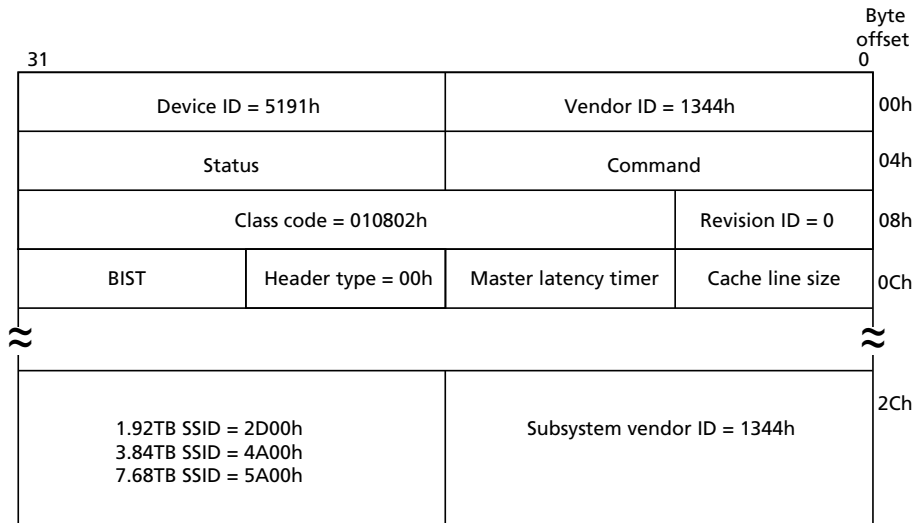 Byte
offset
31 0
Device ID = 5191h Vendor ID = 1344h 00h
Status Command 04h
Class code = 010802h Revision ID = 0 08h
BIST Header type = 00h Master latency timer Cache line size 0Ch
≈ ≈
2Ch
1.92TB SSID = 2D00h Subsystem vendor ID = 1344h
3.84TB SSID = 4A00h
7.68TB SSID = 5A00h